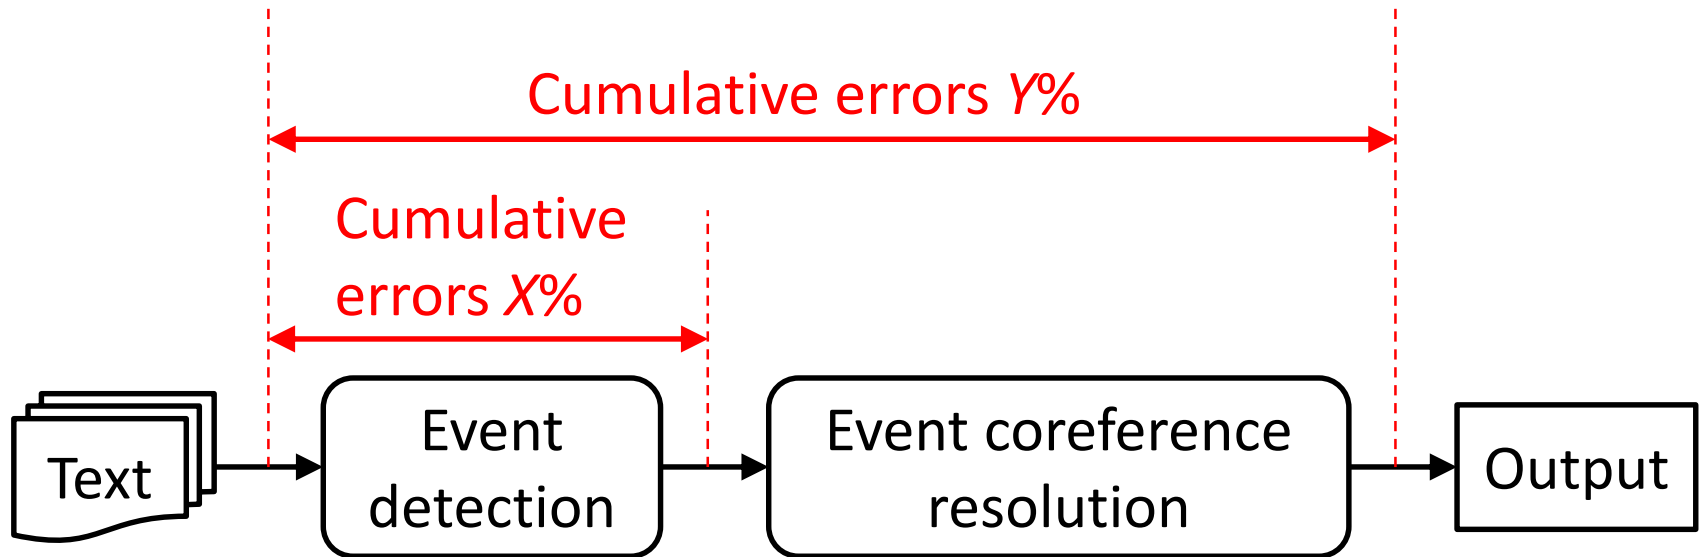 Cumulative errors Y%
Cumulative
errors X%
Text
Event
detection
Event coreference
resolution
Output